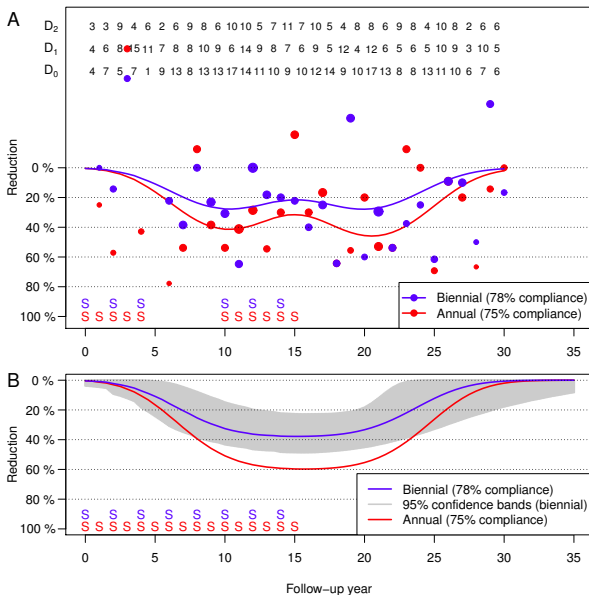 A
D2 3 3 9 4 6 2 6 9 8 6 10 10 5 7 11 7 10 5 4 4 5 9 5 8 4 10 8 2 6 6
D1 4 6 8 15 11 7 8 8 10 9 6 10 7 10 7 9 5 9 12 4 12 6 8 8 5 6 9 3 10 5
D0 4 7 5 7 1 9 13 8 13 13 17 14 11 10 9 10 12 14 9 10 17 13 9 8 13 11 10 6 7 6
Reduction
0 %
20 %
40 %
60 %
80 %
100 %
S S S S S S
S S S S S S S S S S S
Biennial (78% compliance)
Annual (75% compliance)
0 5 10 15 20 25 30 35
B
Reduction
0 %
20 %
40 %
60 %
80 %
100 %
S S S S S S S S
S S S S S S S S S S S S S S S S
Biennial (78% compliance)
95% confidence bands (biennial)
Annual (75% compliance)
0 5 10 15 20 25 30 35
Follow−up year